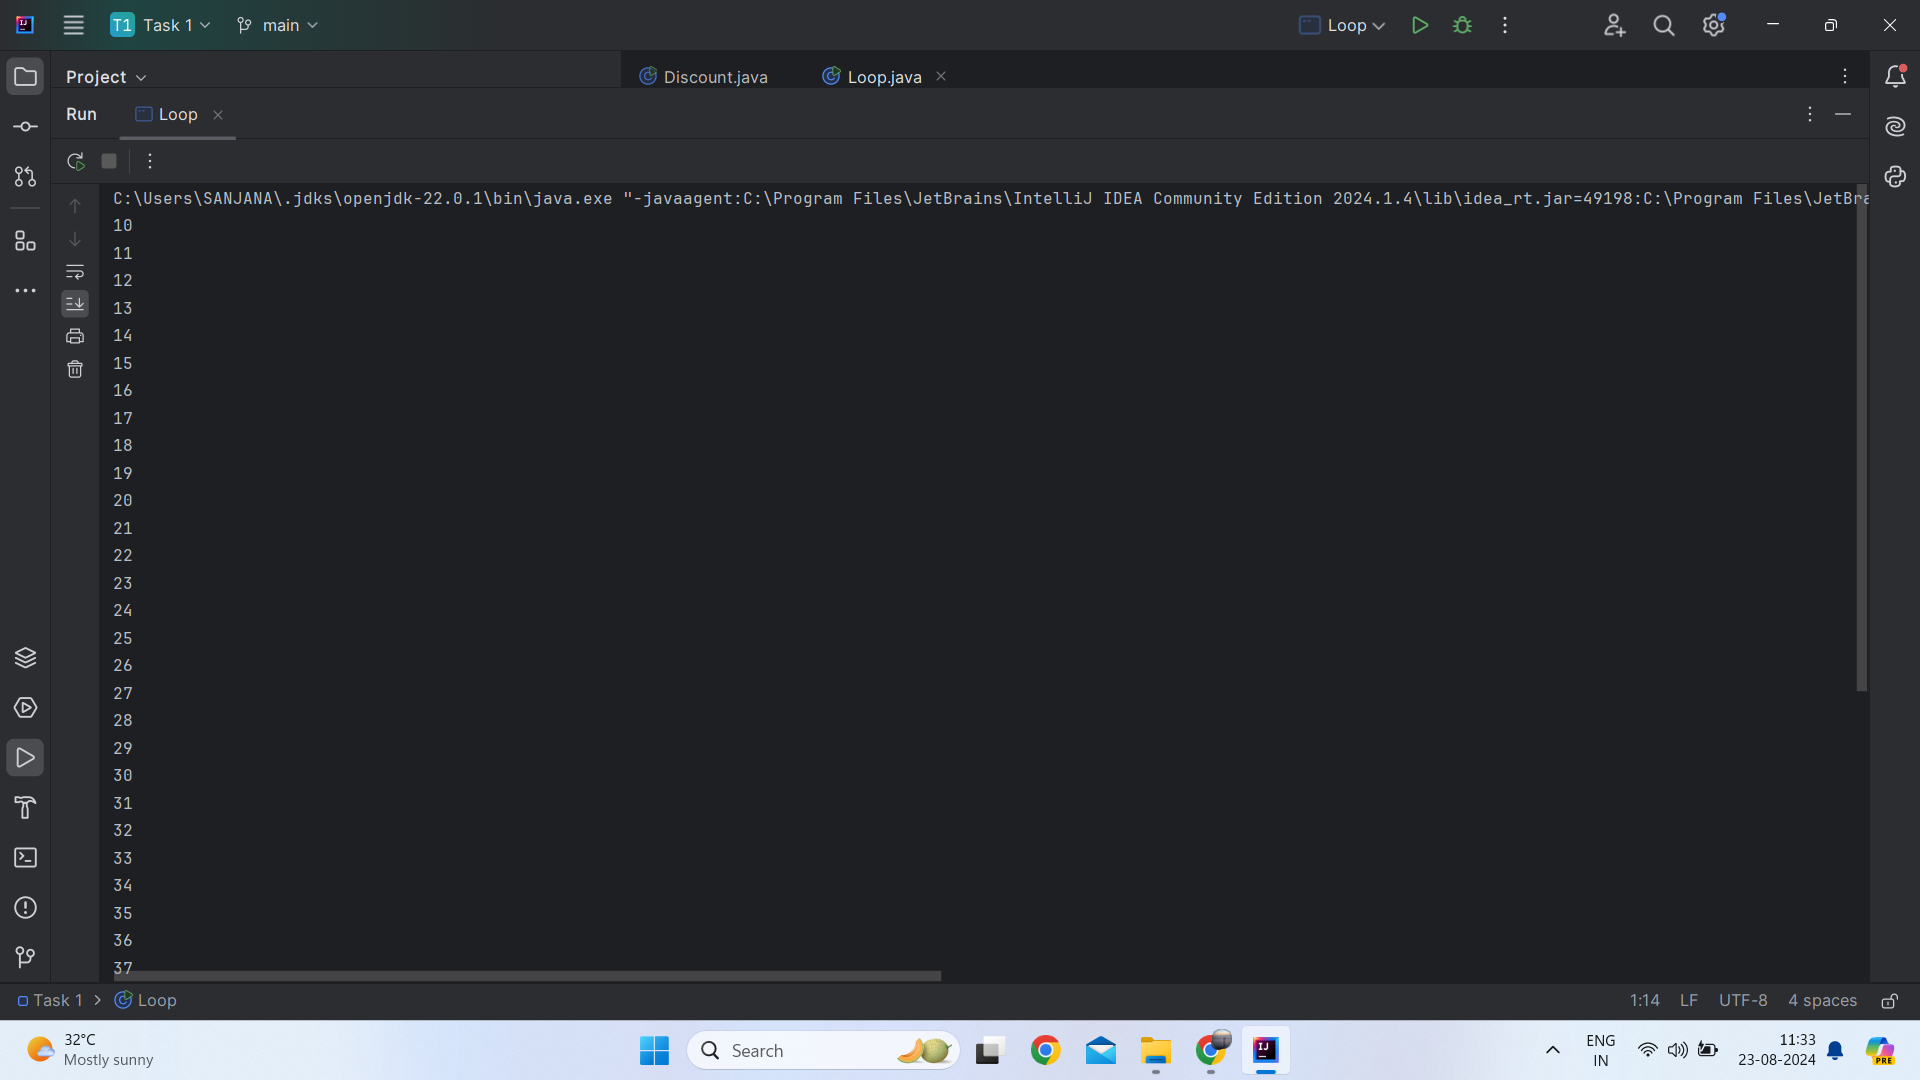 T1 Task 1 main Loop
Project Discount.java Loop.java
Run Loop
C:\Users\SANJANA\.jdks\openjdk-22.0.1\bin\java.exe "-javaagent:C:\Program Files\JetBrains\IntelliJ IDEA Community Edition 2024.1.4\lib\idea_rt.jar=49198:C:\Program Files\JetBra
10
11
12
13
14
15
16
17
18
19
20
21
22
23
24
25
26
27
28
29
30
31
32
33
34
35
36
37
Task 1 > Loop 1:14 LF UTF-8 4 spaces
32°C
Mostly sunny
Search
ENG
IN
11:33
23-08-2024
PRE